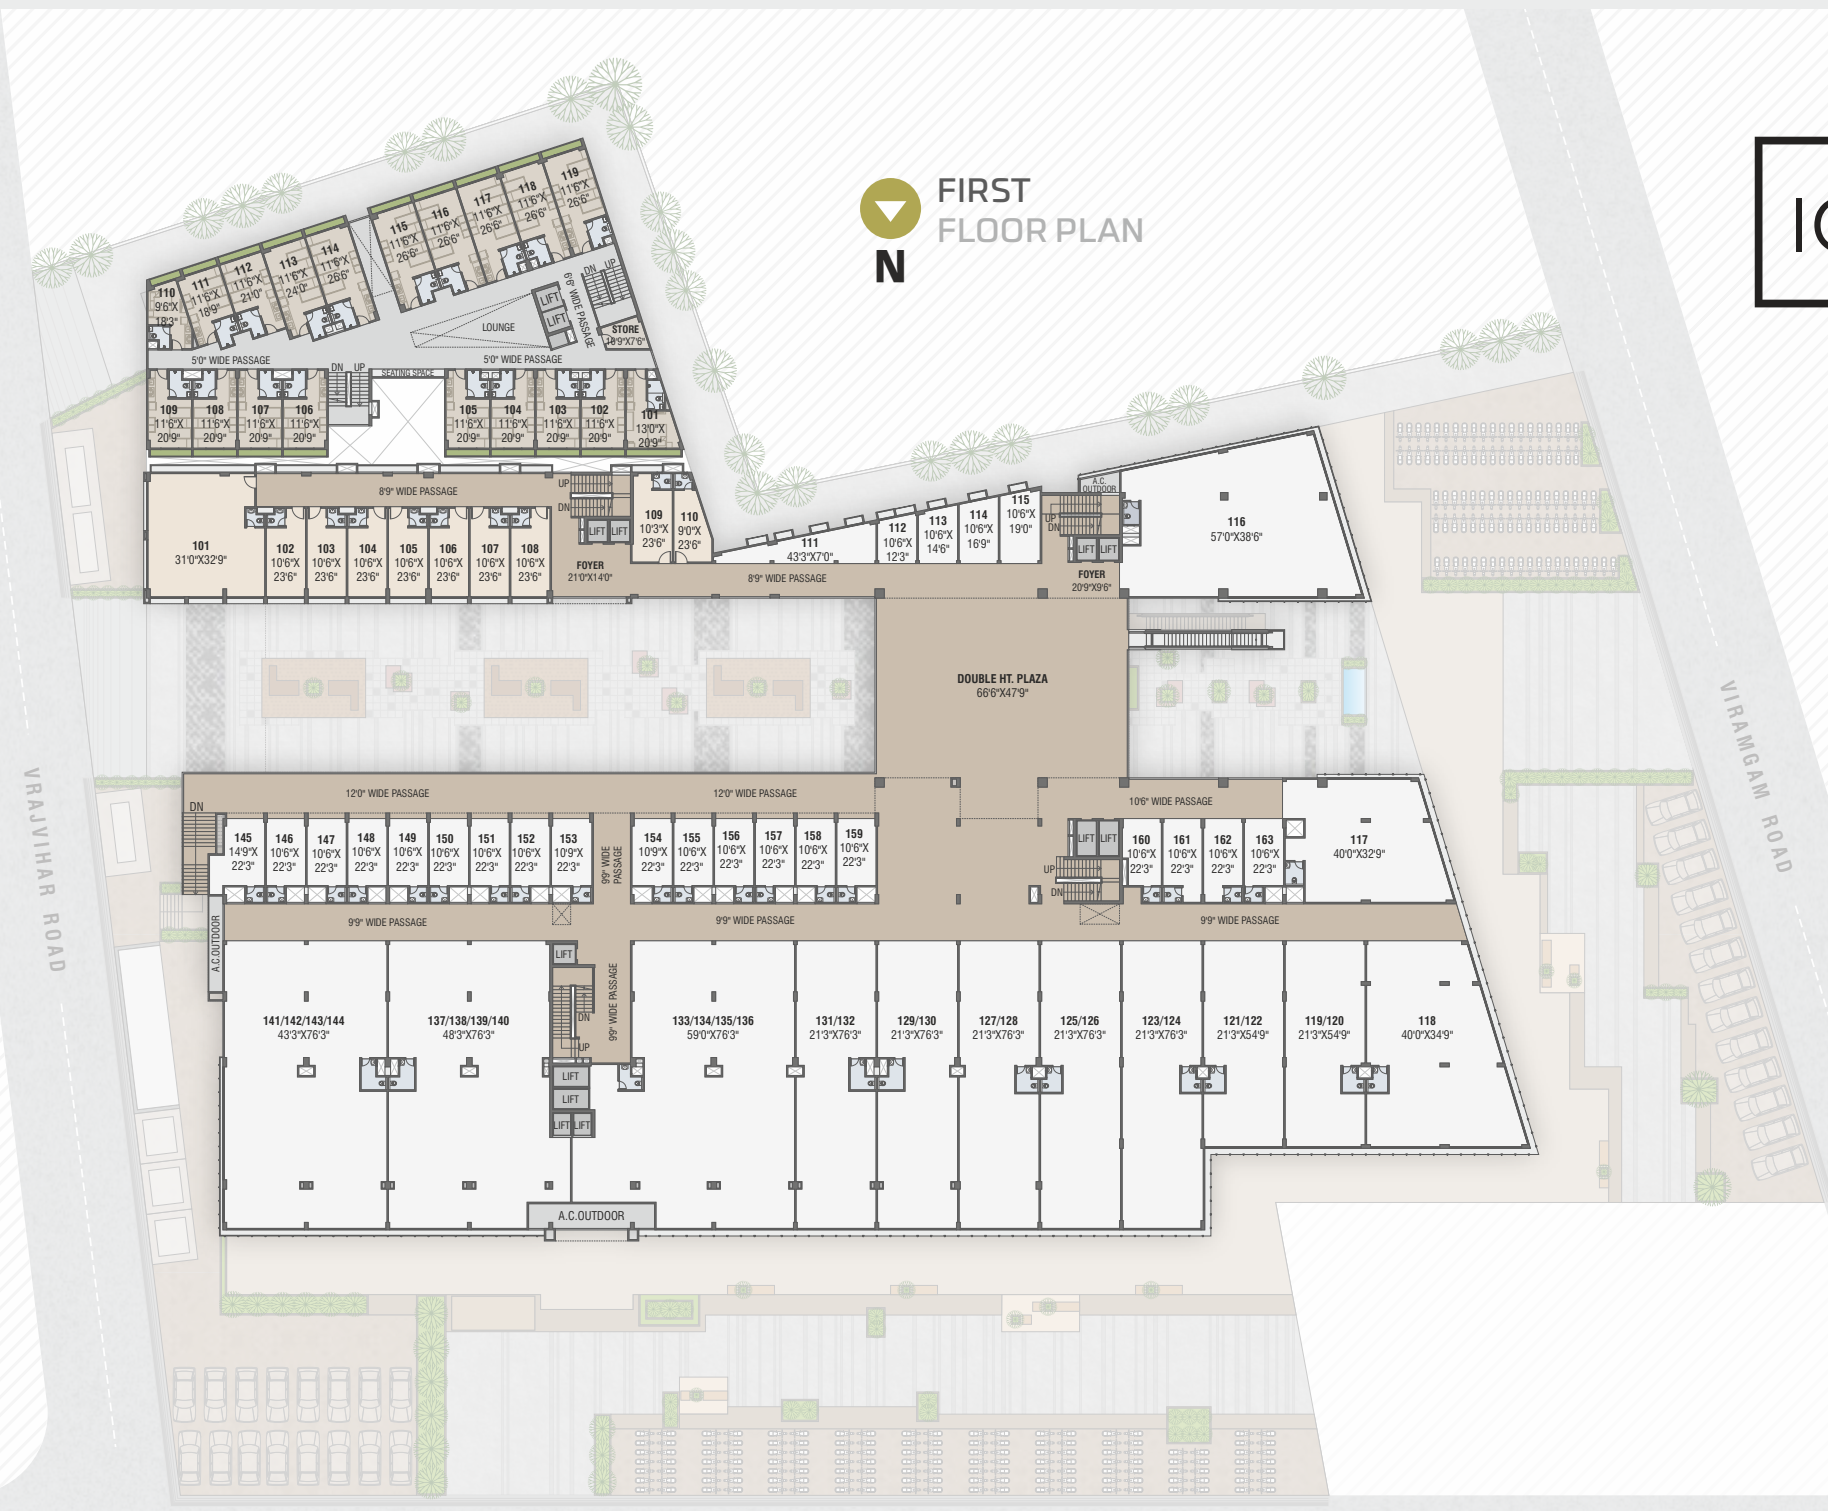 FIRST
FLOOR PLAN
N
119
11'6"X
26'6"
118
11'6"X
26'6"
117
11'6"X
26'6"
116
11'6"X
26'6"
115
11'6"X
26'6"
114
11'6"X
26'6"
113
11'6"X
24'0"
112
11'6"X
21'0"
111
11'6"X
18'9"
110
9'6"X
18'3"
DN UP
6'6" WIDE PASSAGE
LIFT
LIFT
LOUNGE
STORE
5'0" WIDE PASSAGE
5'0" WIDE PASSAGE
DN UP
SEATING SPACE
109
11'6"X
20'9"
108
11'6"X
20'9"
107
11'6"X
20'9"
106
11'6"X
20'9"
105
11'6"X
20'9"
104
11'6"X
20'9"
103
11'6"X
20'9"
102
11'6"X
20'9"
101
13'0"X
20'9"
8'9" WIDE PASSAGE
UP
DN
LIFT LIFT
101
31'0"X32'9"
102
10'6"X
23'6"
103
10'6"X
23'6"
104
10'6"X
23'6"
105
10'6"X
23'6"
106
10'6"X
23'6"
107
10'6"X
23'6"
108
10'6"X
23'6"
FOYER
21'0"X14'0"
109
10'3"X
23'6"
110
9'0"X
23'6"
111
43'3"X7'0"
112
10'6"X
12'3"
113
10'6"X
14'6"
114
10'6"X
16'9"
115
10'6"X
19'0"
A.C.
OUTDOOR
UP
DN
LIFT LIFT
FOYER
20'9"X9'6"
116
57'0"X38'6"
8'9" WIDE PASSAGE
DOUBLE HT. PLAZA
66'6"X47'9"
VRAJVIHAR ROAD
VIRAMGAM ROAD
12'0" WIDE PASSAGE
12'0" WIDE PASSAGE
10'6" WIDE PASSAGE
DN
145
14'9"X
22'3"
146
10'6"X
22'3"
147
10'6"X
22'3"
148
10'6"X
22'3"
149
10'6"X
22'3"
150
10'6"X
22'3"
151
10'6"X
22'3"
152
10'6"X
22'3"
153
10'9"X
22'3"
9'9" WIDE
PASSAGE
154
10'9"X
22'3"
155
10'6"X
22'3"
156
10'6"X
22'3"
157
10'6"X
22'3"
158
10'6"X
22'3"
159
10'6"X
22'3"
LIFT LIFT
UP
DN
160
10'6"X
22'3"
161
10'6"X
22'3"
162
10'6"X
22'3"
163
10'6"X
22'3"
117
40'0"X32'9"
9'9" WIDE PASSAGE
9'9" WIDE PASSAGE
9'9" WIDE PASSAGE
A.C.OUTDOOR
LIFT
9'9" WIDE PASSAGE
DN
UP
LIFT
LIFT
LIFT LIFT
141/142/143/144
43'3"X76'3"
137/138/139/140
48'3"X76'3"
133/134/135/136
59'0"X76'3"
131/132
21'3"X76'3"
129/130
21'3"X76'3"
127/128
21'3"X76'3"
125/126
21'3"X76'3"
123/124
21'3"X76'3"
121/122
21'3"X54'9"
119/120
21'3"X54'9"
118
40'0"X34'9"
A.C.OUTDOOR